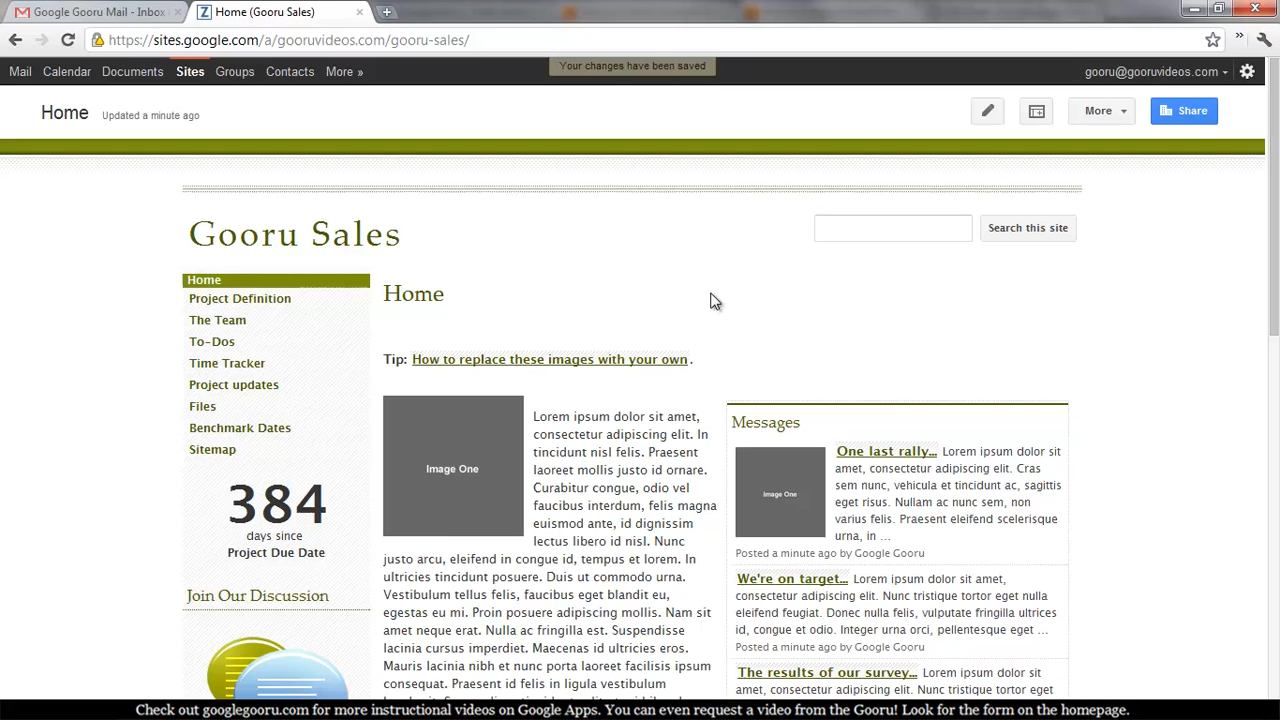 Google Gooru Mail - Inbox
Home (Gooru Sales)
https://sites.google.com/a/gooruvideos.com/gooru-sales/
Mail Calendar Documents Sites Groups Contacts More »
Your changes have been saved
gooru@gooruvideos.com
Home Updated a minute ago
More
Share
Gooru Sales
Search this site
Home
Project Definition
The Team
To-Dos
Time Tracker
Project updates
Files
Benchmark Dates
Sitemap
384
days since
Project Due Date
Join Our Discussion
Home
Tip: How to replace these images with your own.
Image One
Lorem ipsum dolor sit amet,
consectetur adipiscing elit. In
tincidunt nisl felis. Praesent
laoreet mollis justo id ornare.
Curabitur congue, odio vel
faucibus interdum, felis magna
euismod ante, id dignissim
lectus libero id nisl. Nunc
justo arcu, eleifend in congue id, tempus et lorem. In
ultricies tincidunt posuere. Duis ut commodo urna.
Vestibulum tellus felis, faucibus eget blandit eu,
egestas eu mi. Proin posuere adipiscing mollis. Nam sit
amet neque erat. Nulla ac fringilla est. Suspendisse
lacinia cursus imperdiet. Maecenas id ultricies eros.
Mauris lacinia nibh et nunc porta laoreet facilisis ipsum
consequat. Praesent id felis in ligula vestibulum
Messages
Image One
One last rally... Lorem ipsum dolor sit
amet, consectetur adipiscing elit. Cras
sem nunc, vehicula et tincidunt ac, sagittis
eget risus. Nullam ac nunc sem, non
varius felis. Praesent eleifend scelerisque
urna, in ...
Posted a minute ago by Google Gooru
We're on target... Lorem ipsum dolor sit amet,
consectetur adipiscing elit. Nunc tristique tortor eget nulla
eleifend feugiat. Donec nulla felis, vulputate fringilla ultricies
id, congue et odio. Integer urna orci, pellentesque eget ...
Posted a minute ago by Google Gooru
The results of our survey... Lorem ipsum dolor sit
amet, consectetur adipiscing elit. Nunc tristique tortor eget
Check out googlegooru.com for more instructional videos on Google Apps. You can even request a video from the Gooru! Look for the form on the homepage.